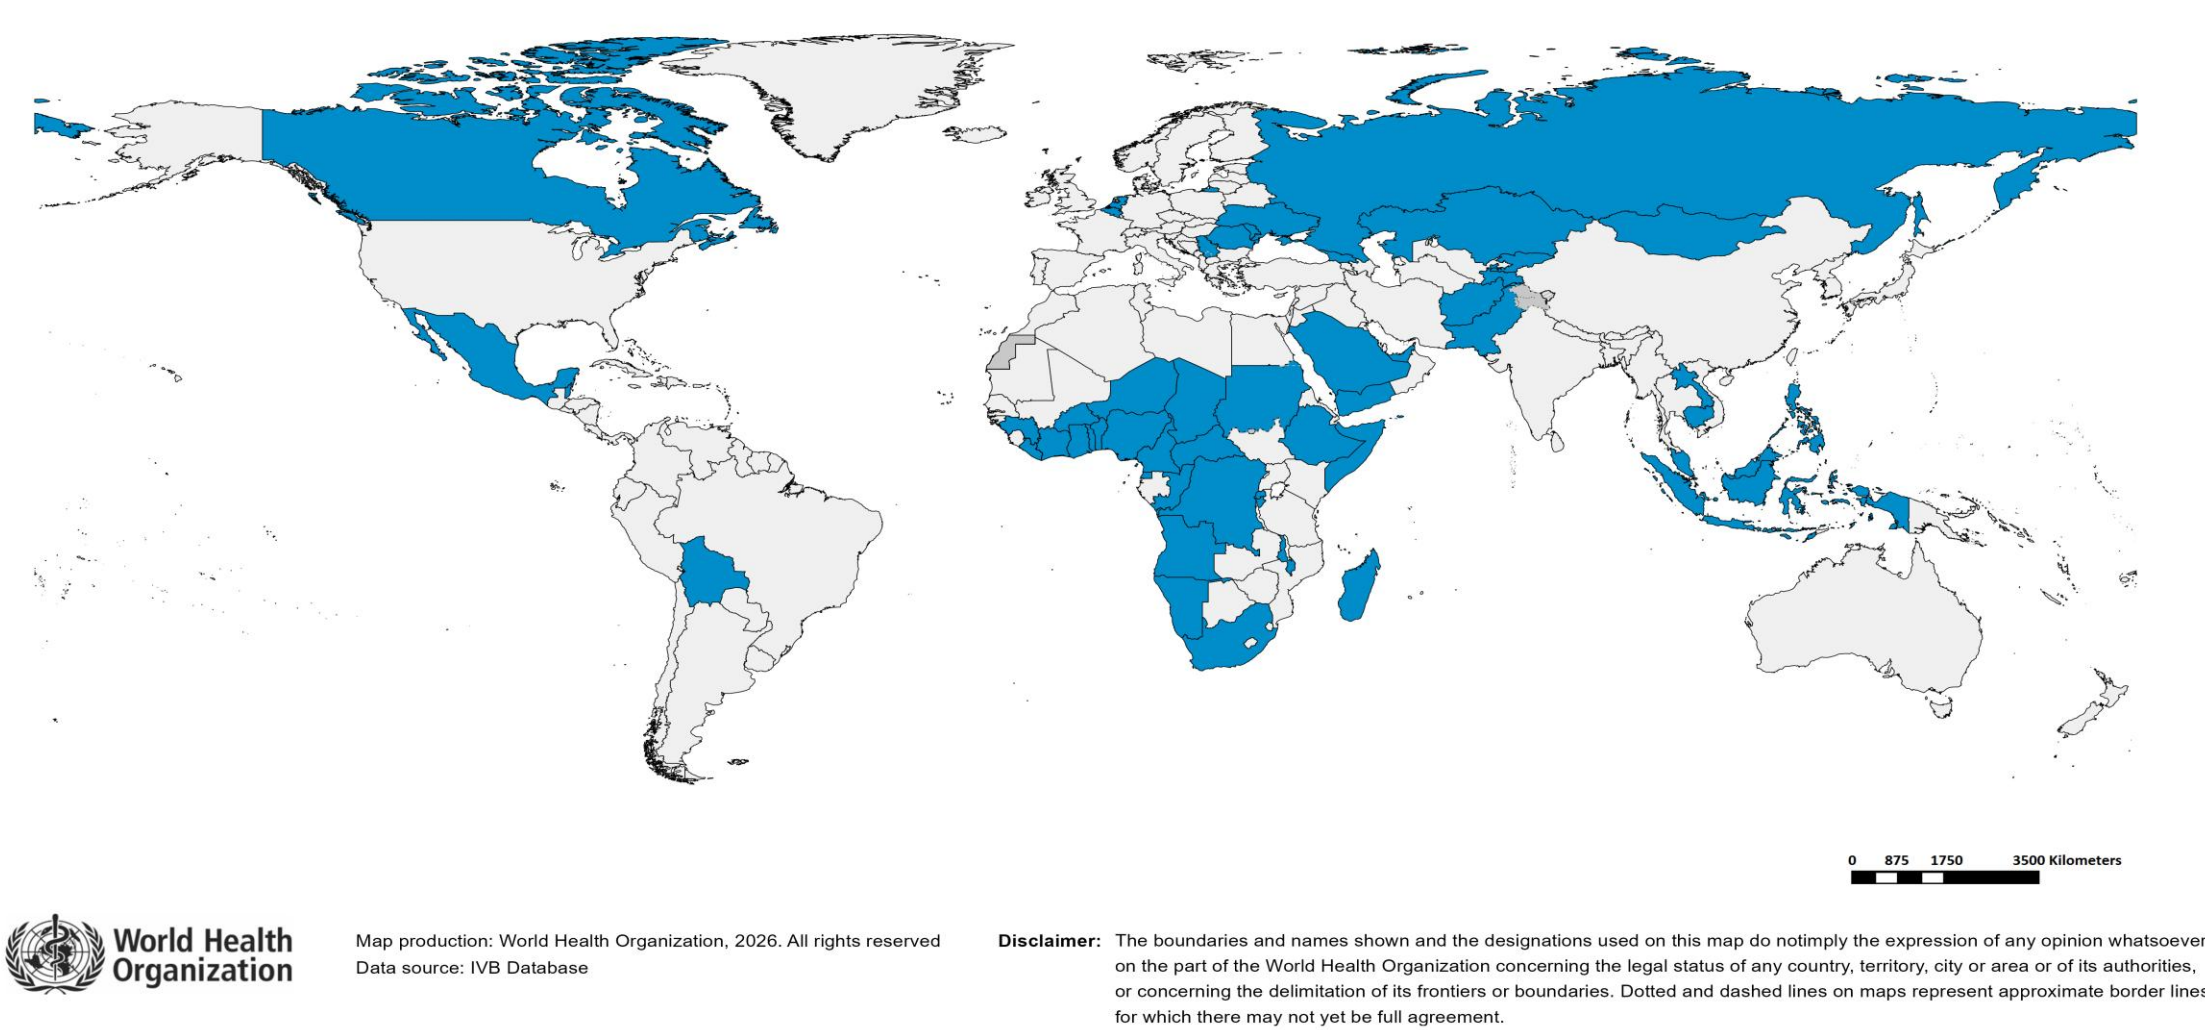 0 875 1750 3500 Kilometers
World Health
Organization
Map production: World Health Organization, 2026. All rights reserved
Data source: IVB Database
Disclaimer: The boundaries and names shown and the designations used on this map do notimply the expression of any opinion whatsoever
on the part of the World Health Organization concerning the legal status of any country, territory, city or area or of its authorities,
or concerning the delimitation of its frontiers or boundaries. Dotted and dashed lines on maps represent approximate border lines
for which there may not yet be full agreement.